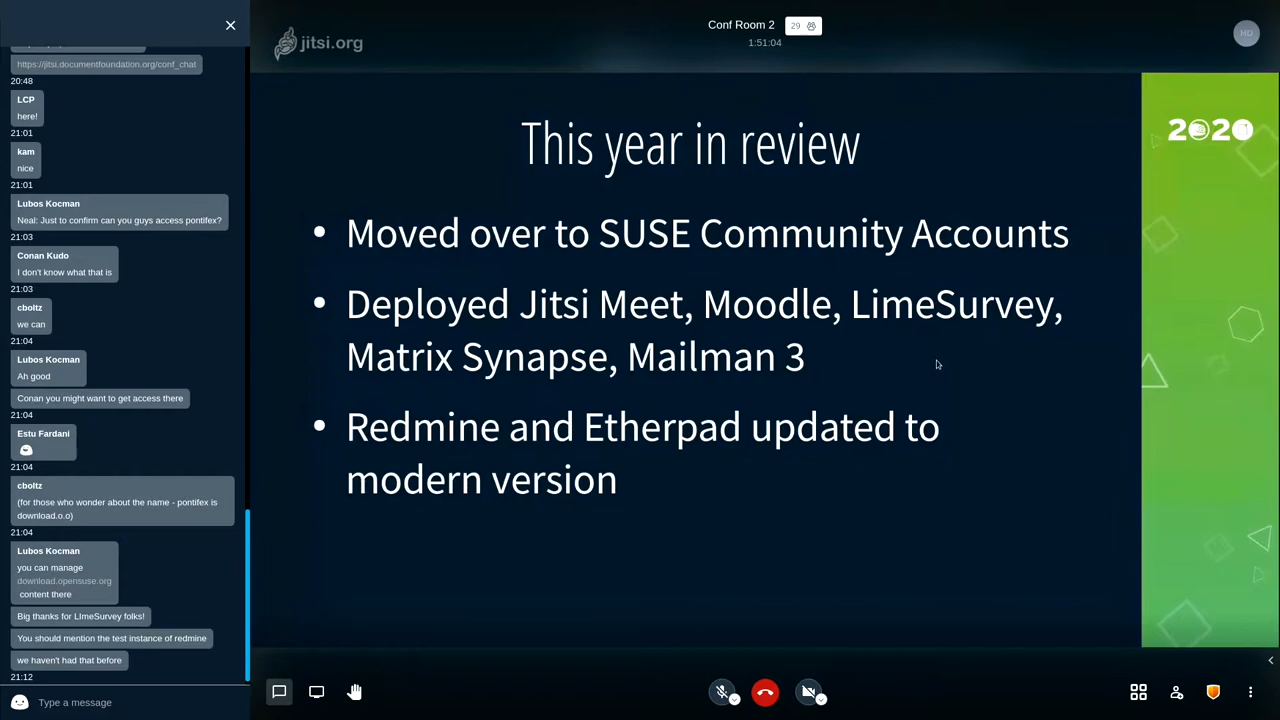 https://jitsi.documentfoundation.org/conf_chat
20:48
LCP
here!
21:01
kam
nice
21:01
Lubos Kocman
Neal: Just to confirm can you guys access pontifex?
21:03
Conan Kudo
I don't know what that is
21:03
cboltz
we can
21:04
Lubos Kocman
Ah good
Conan you might want to get access there
21:04
Estu Fardani
21:04
cboltz
(for those who wonder about the name - pontifex is
download.o.o)
21:04
Lubos Kocman
you can manage
download.opensuse.org
content there
Big thanks for LImeSurvey folks!
You should mention the test instance of redmine
we haven't had that before
21:12
Type a message
jitsi.org
Conf Room 2
29
1:51:04
HD
This year in review
• Moved over to SUSE Community Accounts
• Deployed Jitsi Meet, Moodle, LimeSurvey,
Matrix Synapse, Mailman 3
• Redmine and Etherpad updated to
modern version
2020